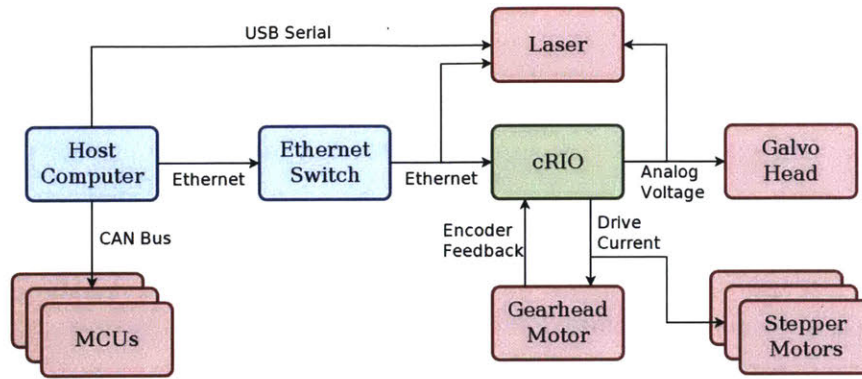 USB Serial
Laser
Host
Computer
Ethernet
Ethernet
Switch
Ethernet
cRIO
Analog
Voltage
Galvo
Head
CAN Bus
Encoder
Feedback
Drive
Current
MCUs
Gearhead
Motor
Stepper
Motors